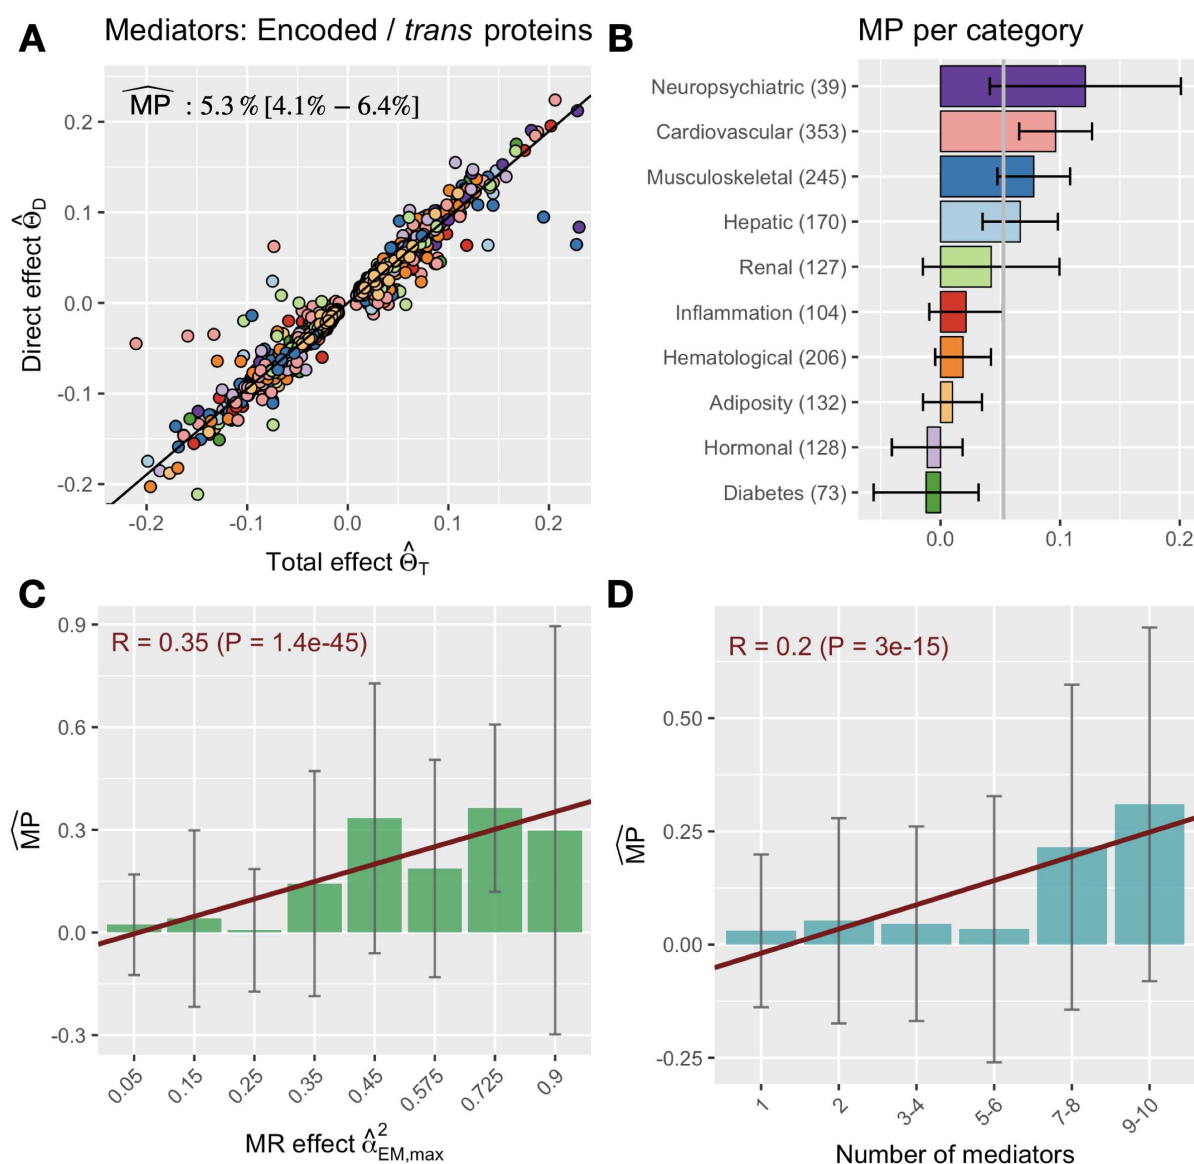 A
Mediators: Encoded / trans proteins
M͡P : 5.3 % [4.1% − 6.4%]
Direct effect Θ̂D
0.2
0.1
0.0
-0.1
-0.2
-0.2 -0.1 0.0 0.1 0.2
Total effect Θ̂T
B
MP per category
Neuropsychiatric (39)
Cardiovascular (353)
Musculoskeletal (245)
Hepatic (170)
Renal (127)
Inflammation (104)
Hematological (206)
Adiposity (132)
Hormonal (128)
Diabetes (73)
0.0 0.1 0.2
C
R = 0.35 (P = 1.4e-45)
M͡P
0.9
0.6
0.3
0.0
-0.3
0.05 0.15 0.25 0.35 0.45 0.575 0.725 0.9
MR effect α̂²EM,max
D
R = 0.2 (P = 3e-15)
M͡P
0.50
0.25
0.00
-0.25
1 2 3-4 5-6 7-8 9-10
Number of mediators